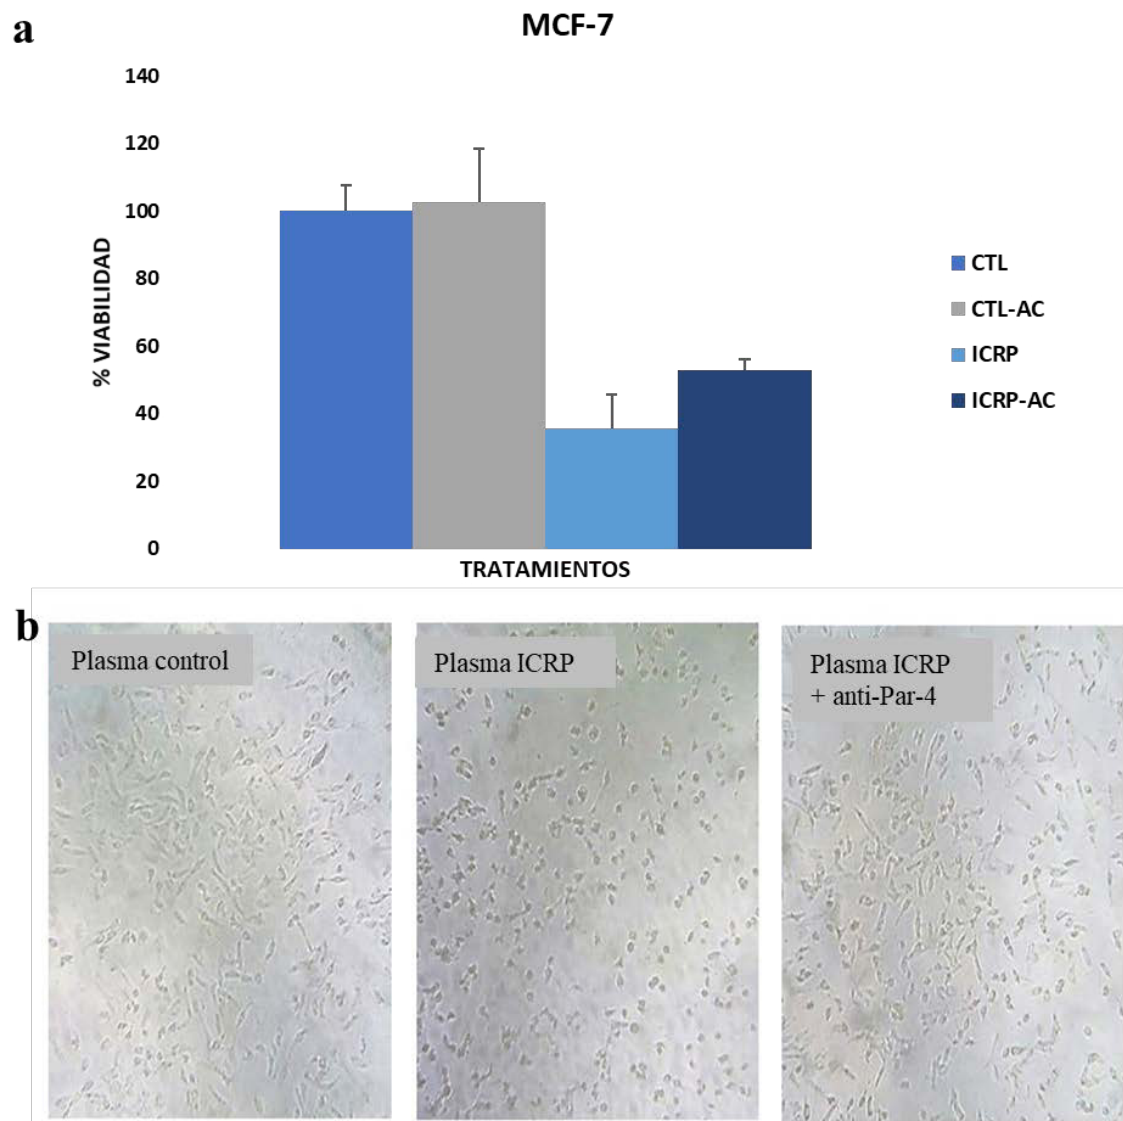 a
MCF-7
140
120
100
80
60
40
20
0
% VIABILIDAD
TRATAMIENTOS
CTL
CTL-AC
ICRP
ICRP-AC
b
Plasma control
Plasma ICRP
Plasma ICRP
+ anti-Par-4